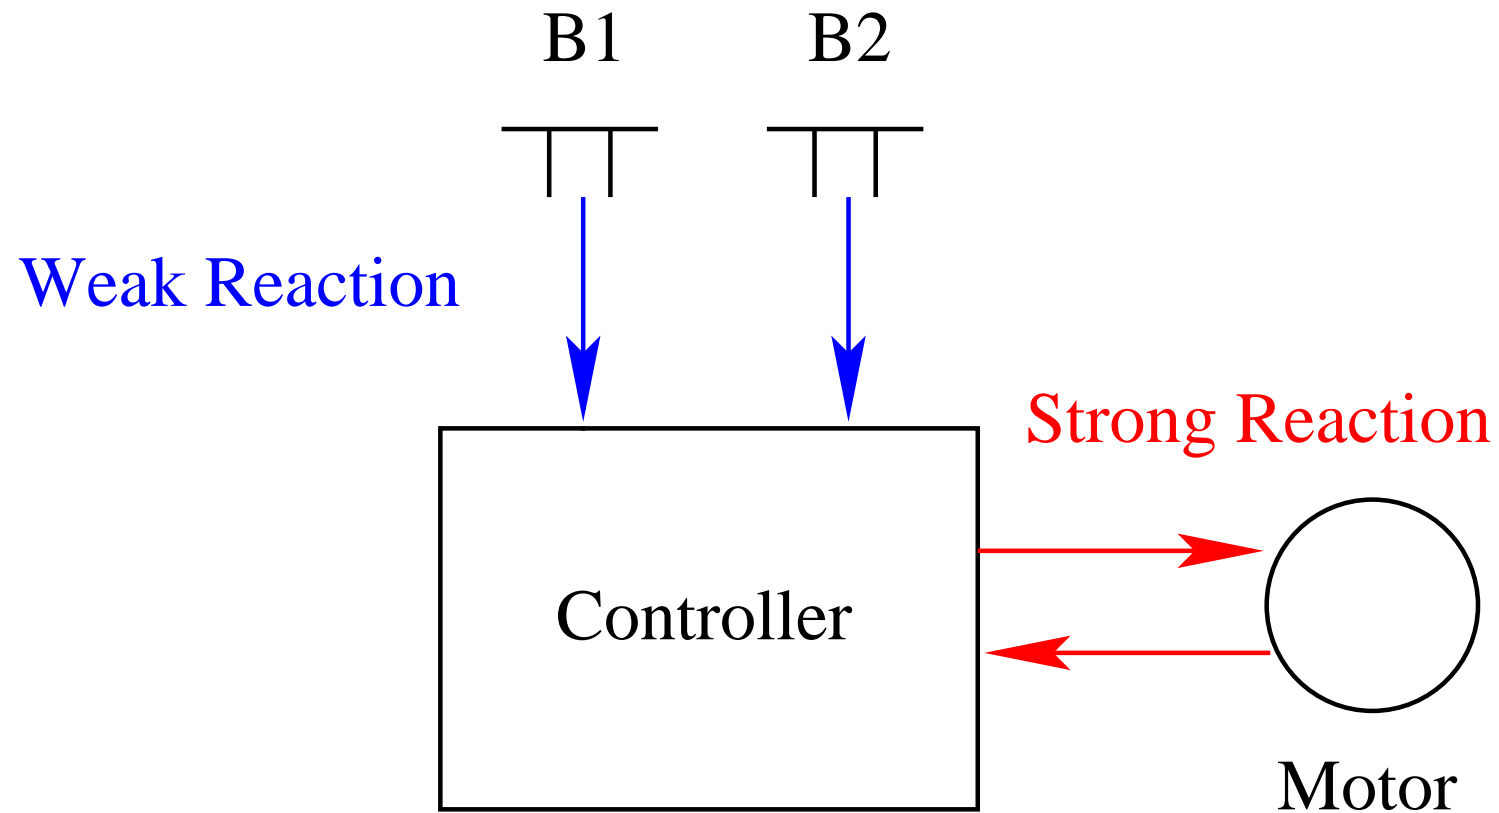 B1
B2
Weak Reaction
Strong Reaction
Controller
Motor